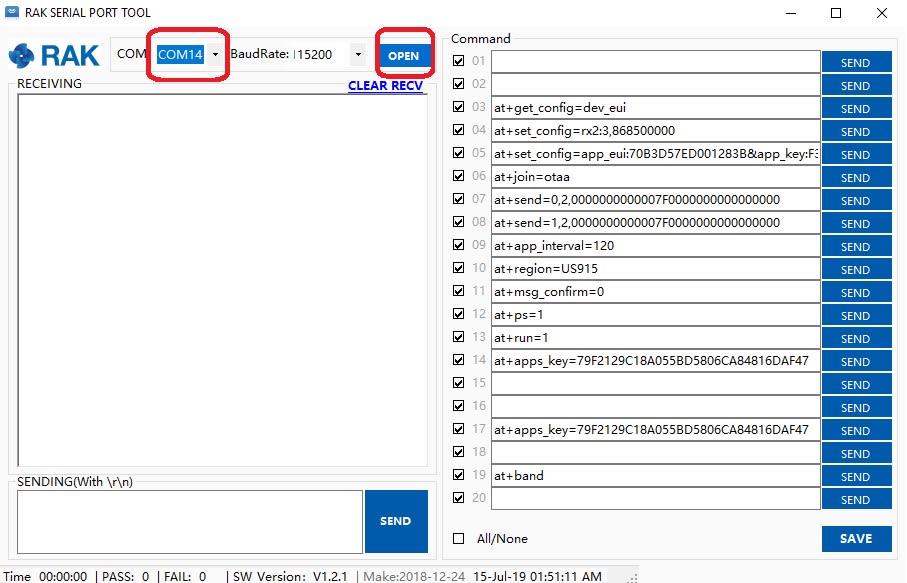 RAK SERIAL PORT TOOL
RAK
COM COM14 BaudRate: 115200 OPEN
RECEIVING
CLEAR RECV
SENDING(With \r\n)
SEND
Command
01 SEND
02 SEND
03 at+get_config=dev_eui SEND
04 at+set_config=rx2:3,868500000 SEND
05 at+set_config=app_eui:70B3D57ED001283B&app_key:F3 SEND
06 at+join=otaa SEND
07 at+send=0,2,0000000000007F0000000000000000 SEND
08 at+send=1,2,0000000000007F0000000000000000 SEND
09 at+app_interval=120 SEND
10 at+region=US915 SEND
11 at+msg_confirm=0 SEND
12 at+ps=1 SEND
13 at+run=1 SEND
14 at+apps_key=79F2129C18A055BD5806CA84816DAF47 SEND
15 SEND
16 SEND
17 at+apps_key=79F2129C18A055BD5806CA84816DAF47 SEND
18 SEND
19 at+band SEND
20 SEND
All/None SAVE
Time 00:00:00 | PASS: 0 | FAIL: 0 | SW Version: V1.2.1 | Make:2018-12-24 15-Jul-19 01:51:11 AM